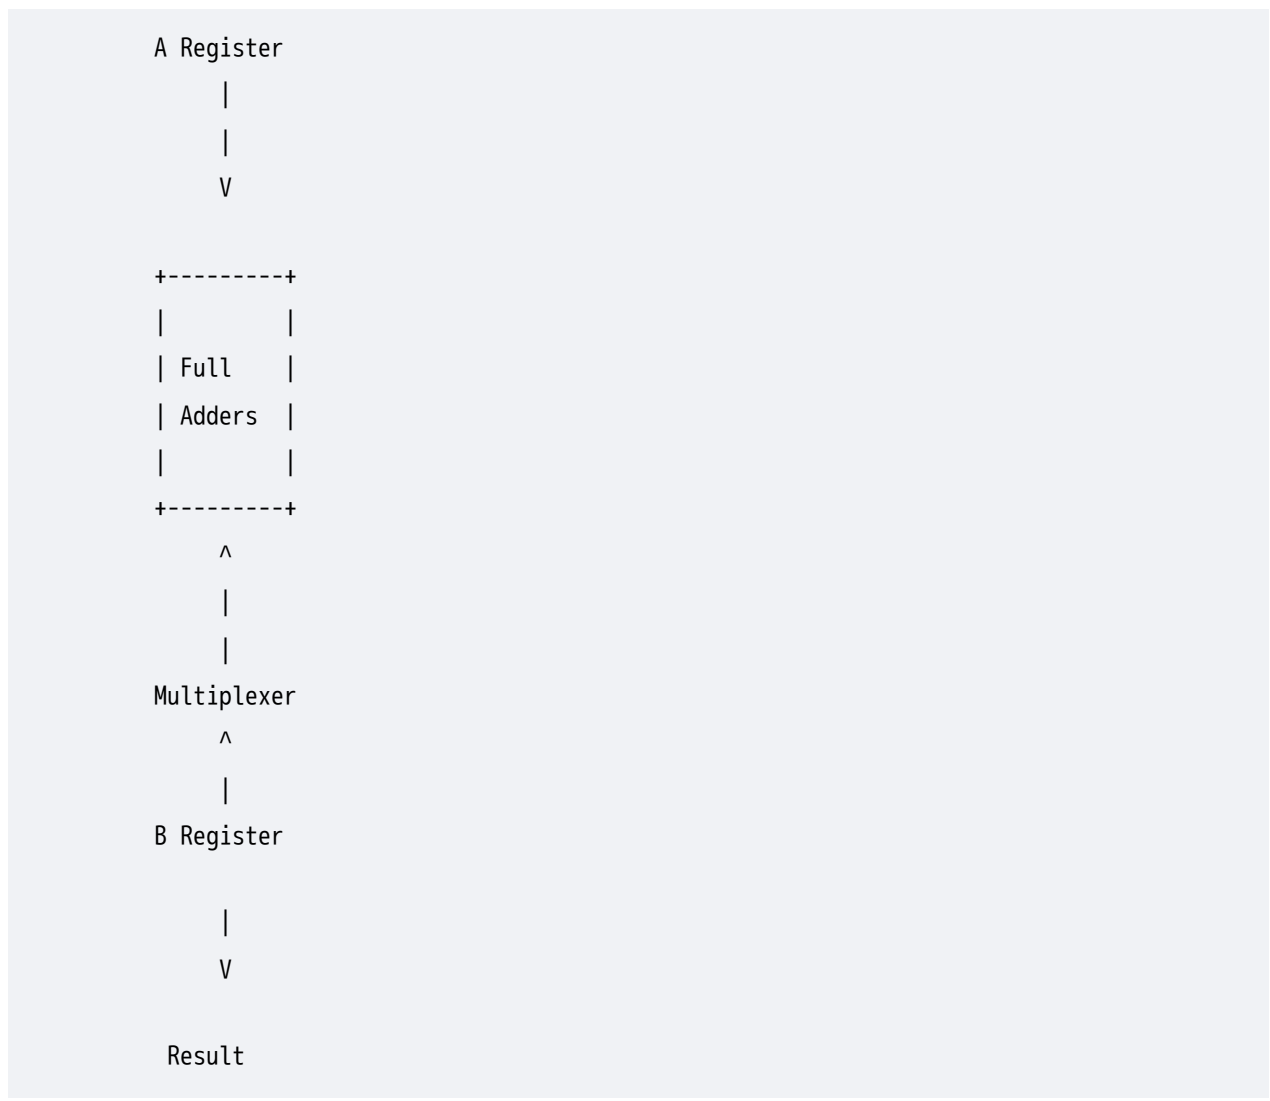 A Register
|
|
V
+---------+
|         |
| Full    |
| Adders  |
|         |
+---------+
^
|
|
Multiplexer
^
|
B Register
|
V
Result